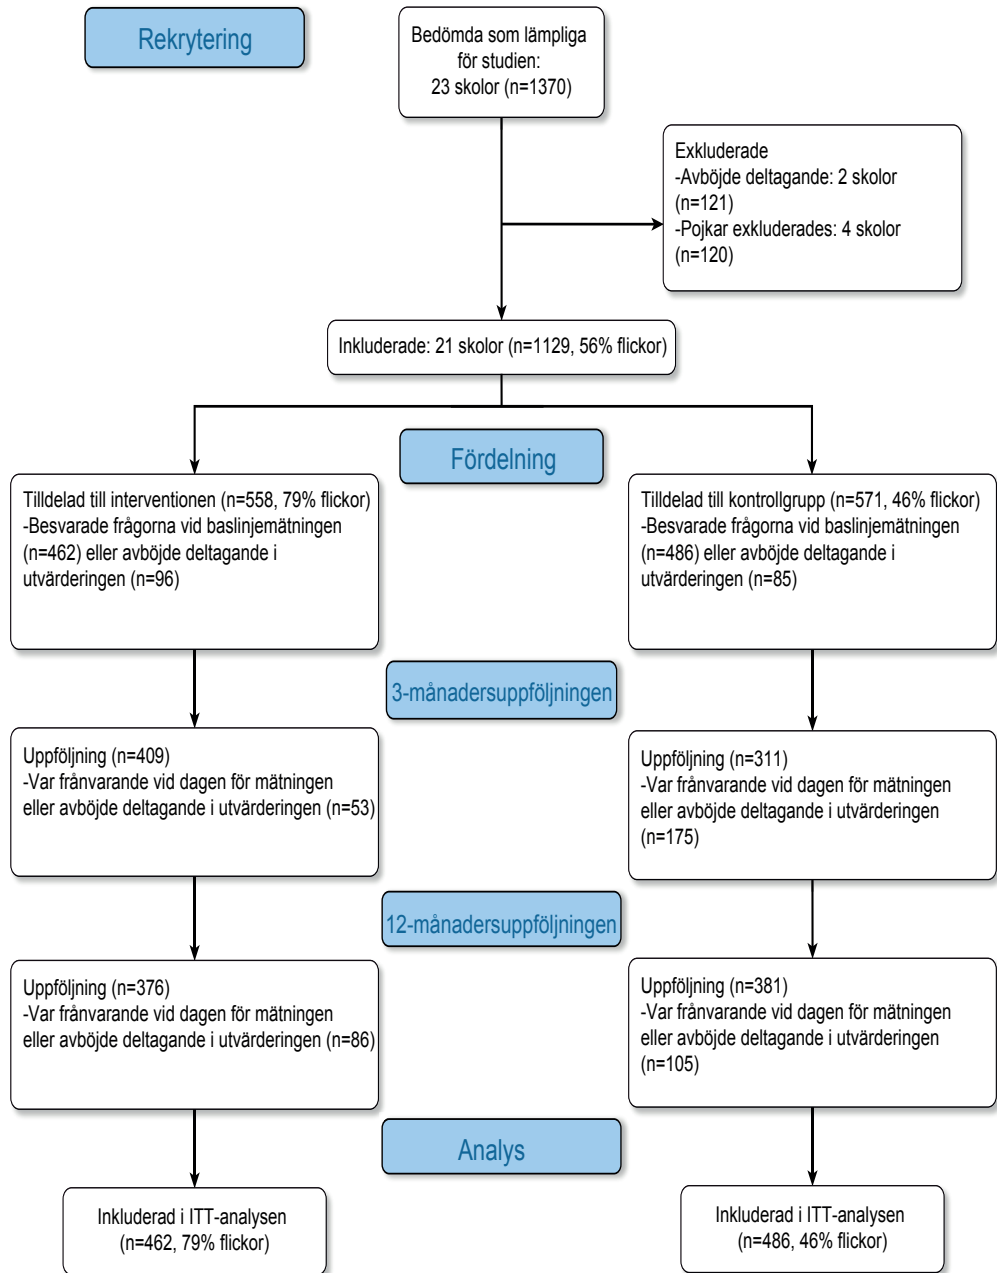 Rekrytering
Bedömda som lämpliga
för studien:
23 skolor (n=1370)
Exkluderade
-Avböjde deltagande: 2 skolor
(n=121)
-Pojkar exkluderades: 4 skolor
(n=120)
Inkluderade: 21 skolor (n=1129, 56% flickor)
Fördelning
Tilldelad till interventionen (n=558, 79% flickor)
-Besvarade frågorna vid baslinjemätningen
(n=462) eller avböjde deltagande i
utvärderingen (n=96)
Tilldelad till kontrollgrupp (n=571, 46% flickor)
-Besvarade frågorna vid baslinjemätningen
(n=486) eller avböjde deltagande i
utvärderingen (n=85)
3-månadersuppföljningen
Uppföljning (n=409)
-Var frånvarande vid dagen för mätningen
eller avböjde deltagande i utvärderingen (n=53)
Uppföljning (n=311)
-Var frånvarande vid dagen för mätningen
eller avböjde deltagande i utvärderingen
(n=175)
12-månadersuppföljningen
Uppföljning (n=376)
-Var frånvarande vid dagen för mätningen
eller avböjde deltagande i utvärderingen (n=86)
Uppföljning (n=381)
-Var frånvarande vid dagen för mätningen
eller avböjde deltagande i utvärderingen
(n=105)
Analys
Inkluderad i ITT-analysen
(n=462, 79% flickor)
Inkluderad i ITT-analysen
(n=486, 46% flickor)